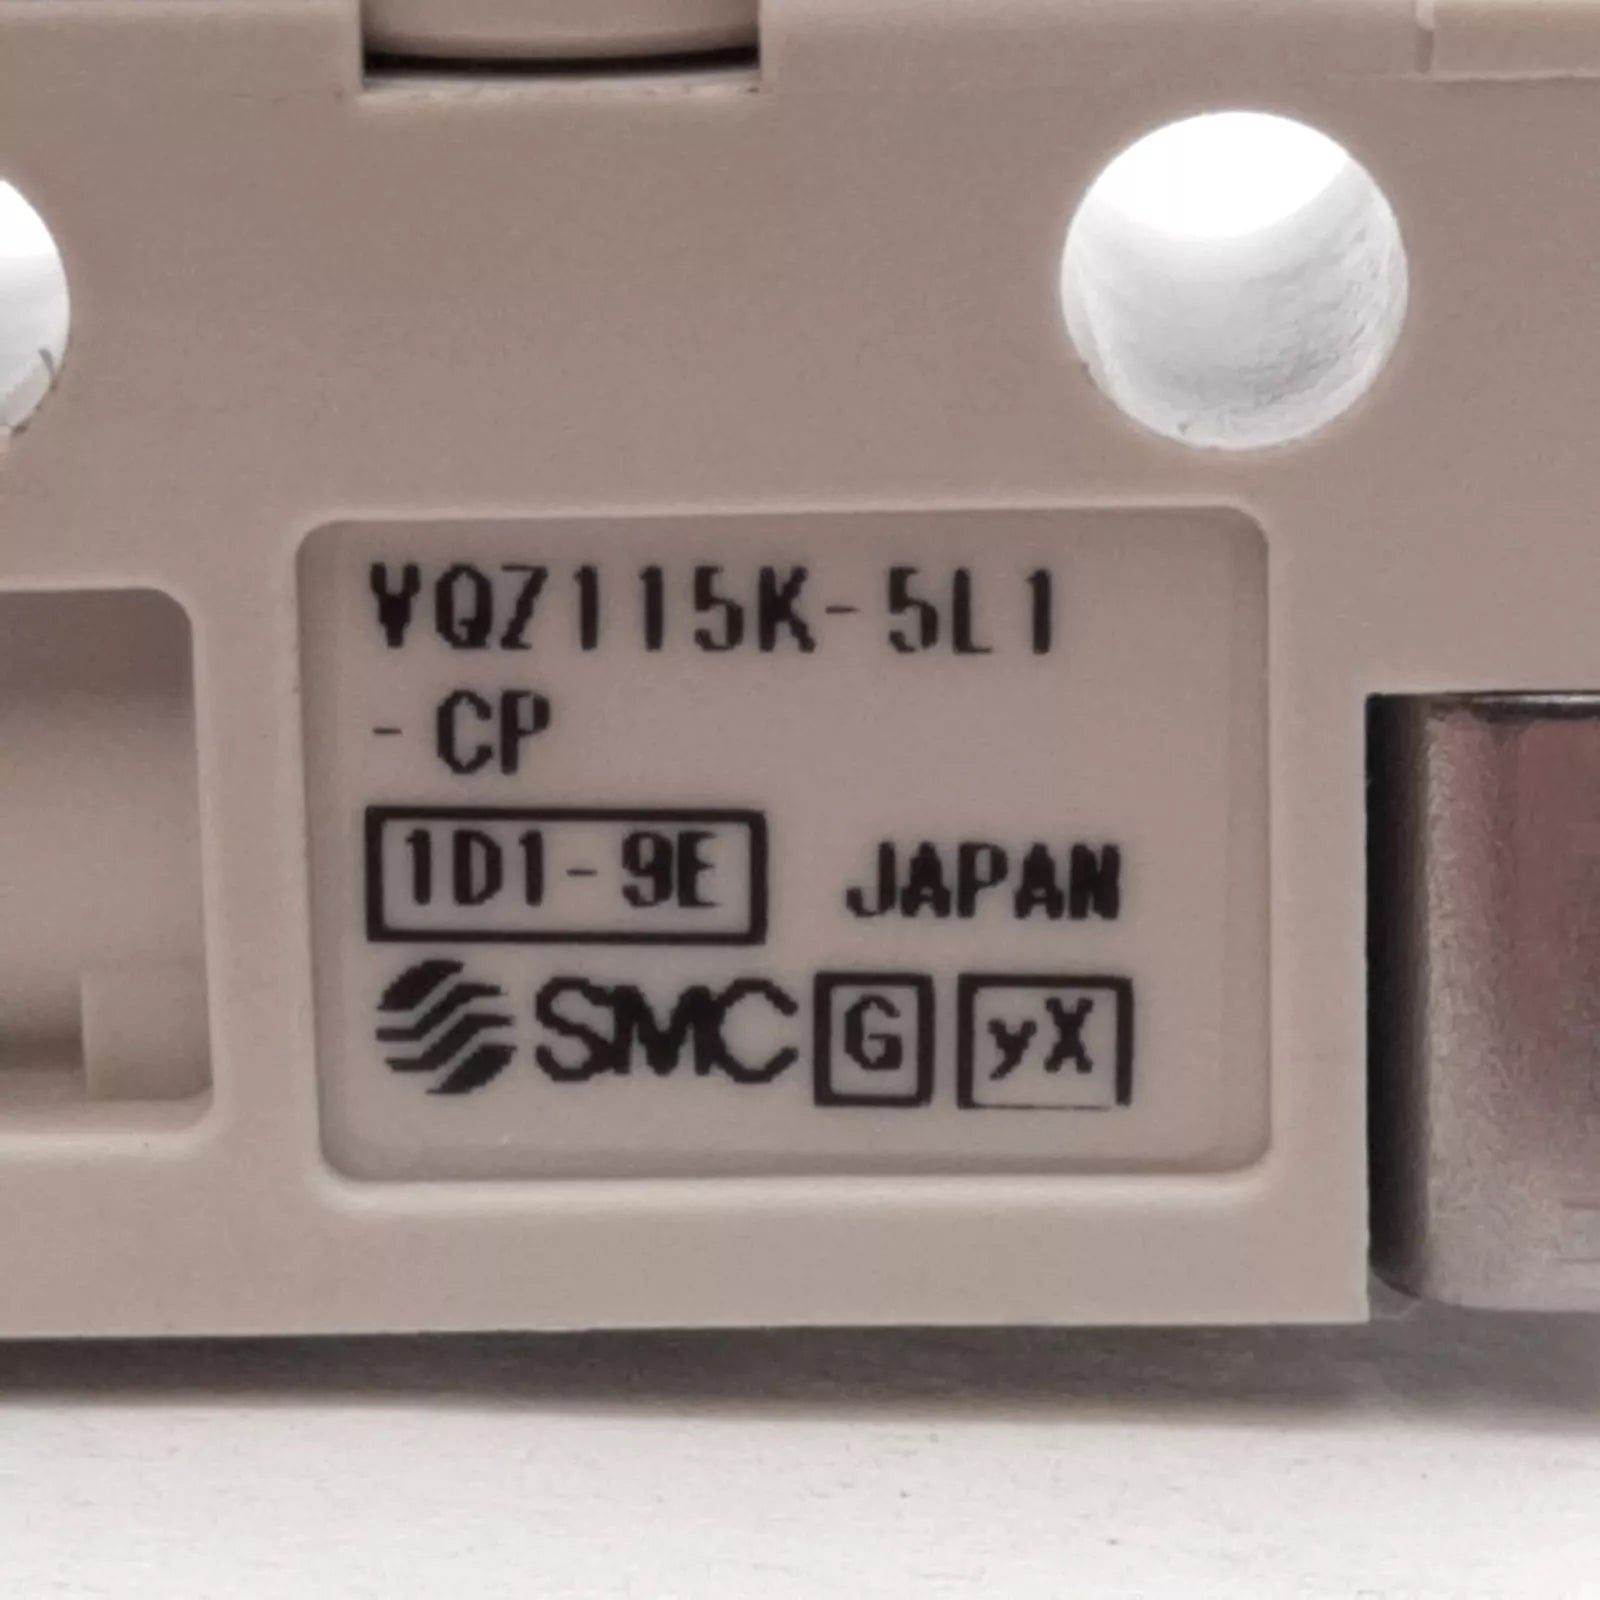 VQZ115K-5L1
-CP
1D1-9E JAPAN
SMC G yX